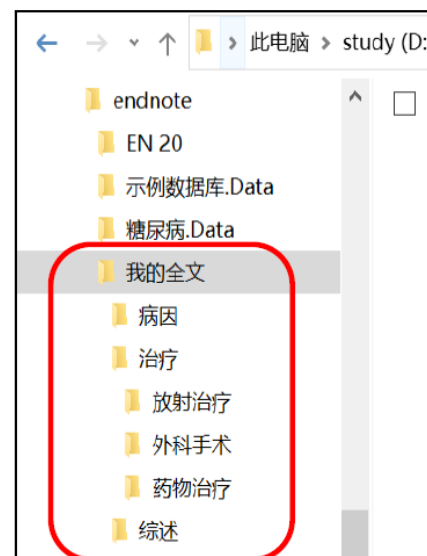 此电脑 study (D:
endnote
EN 20
示例数据库.Data
糖尿病.Data
我的全文
病因
治疗
放射治疗
外科手术
药物治疗
综述